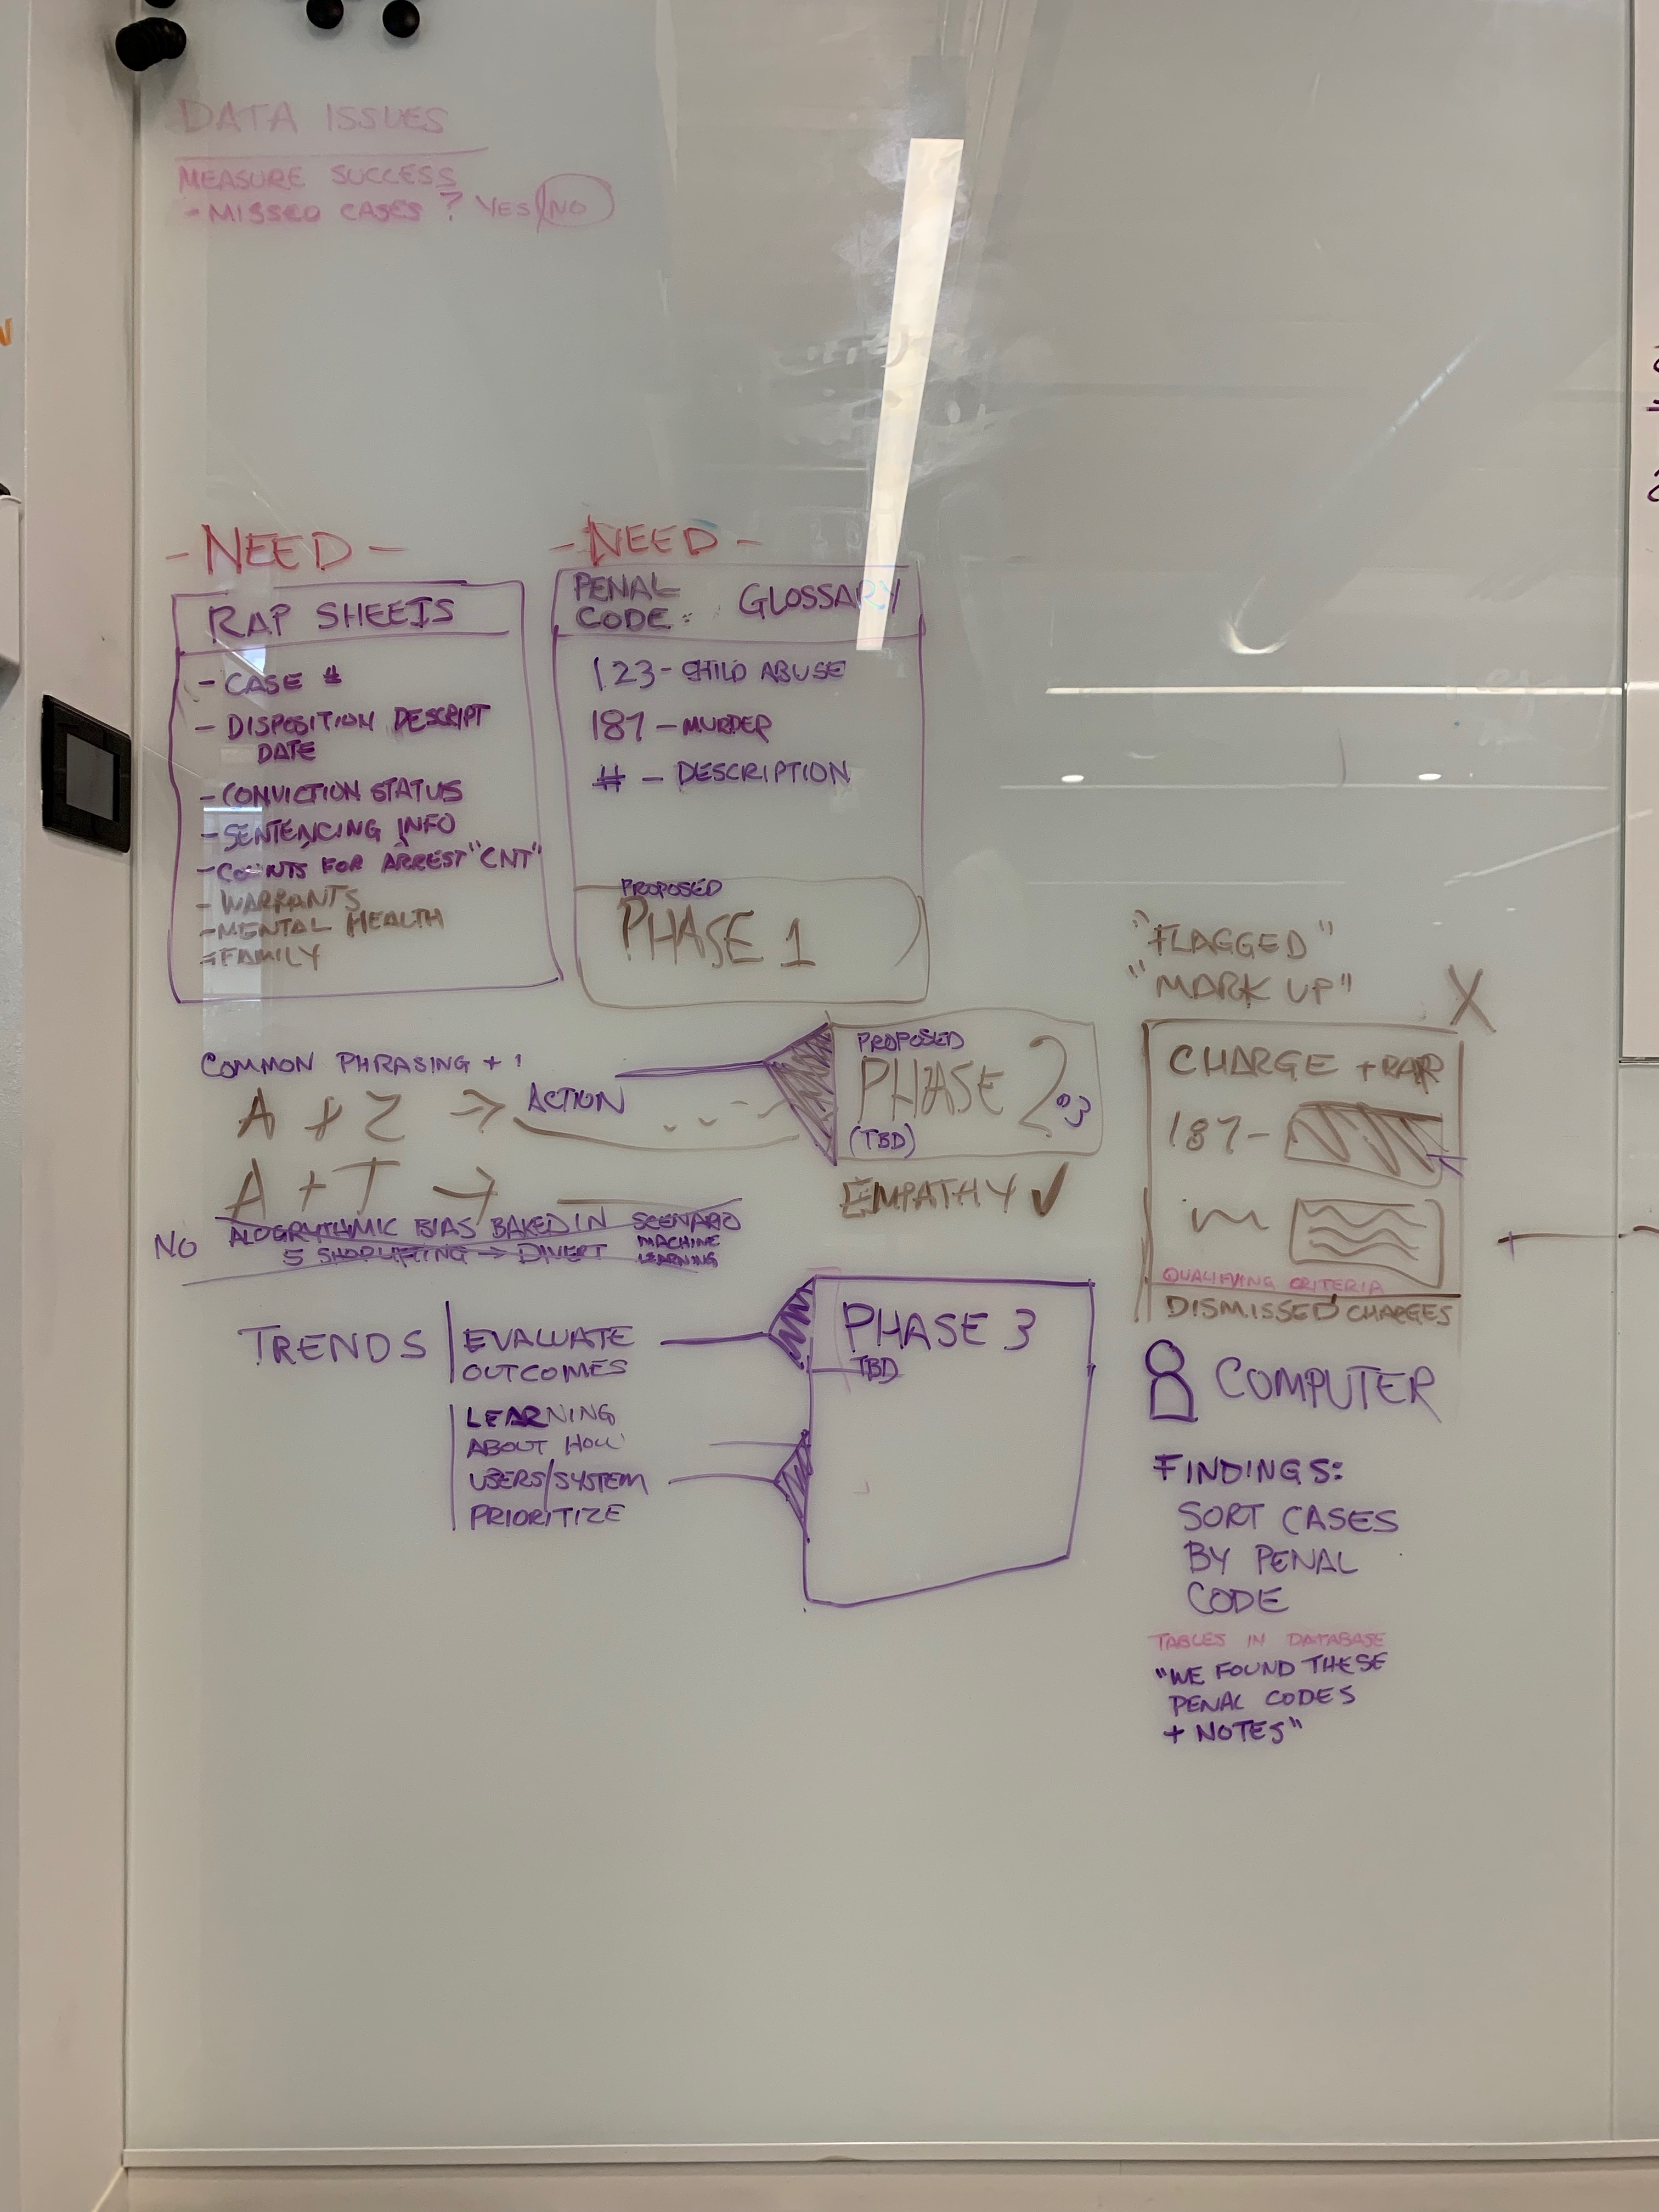 DATA ISSUES
MEASURE SUCCESS
- MISSED CASES? YES/NO
- NEED -
RAP SHEETS
- CASE #
- DISPOSITION DESCRIPT
DATE
- CONVICTION STATUS
- SENTENCING INFO
- COUNTS FOR ARREST "CNT"
- WARRANTS
- MENTAL HEALTH
- FAMILY
- NEED -
PENAL CODE: GLOSSARY
123 - CHILD ABUSE
187 - MURDER
# - DESCRIPTION
PROPOSED
PHASE 1
COMMON PHRASING +
A + Z → ACTION
A + T →
PROPOSED
PHASE 2
(TBD)
EMPATHY ✓
NO ALOGRYTHMIC BIAS BAKED IN SCENARIO
5 SHOPLIFTING → DIVERT MACHINE
LEARNING
TRENDS
EVALUATE
OUTCOMES
LEARNING
ABOUT HOW
USERS/SYSTEM
PRIORITIZE
PHASE 3
TBD
"FLAGGED"
"MARK UP"
X
CHARGE + RAP
187 -
QUALIFYING CRITERIA
DISMISSED CHARGES
COMPUTER
FINDINGS:
SORT CASES
BY PENAL
CODE
TABLES IN DATABASE
"WE FOUND THESE
PENAL CODES
+ NOTES"